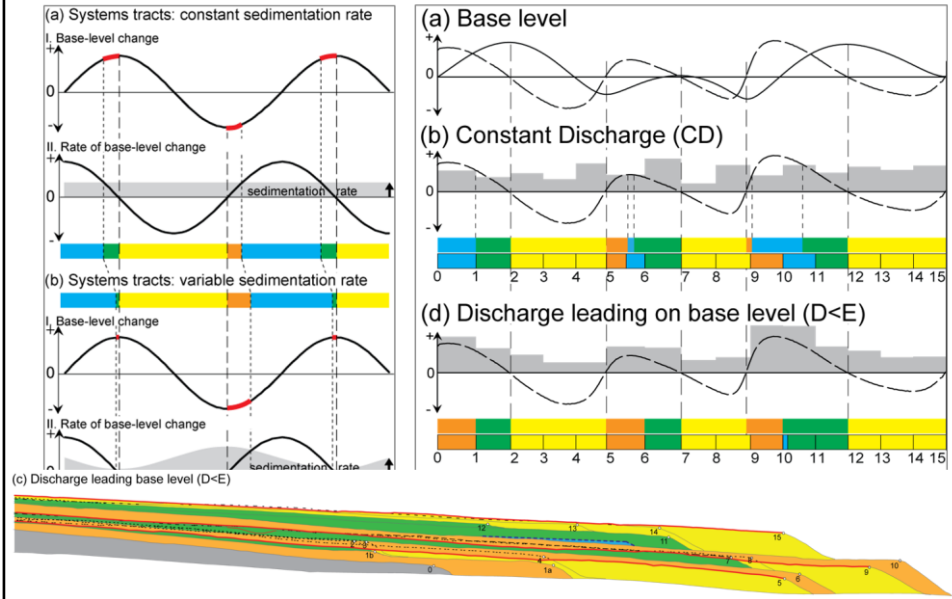 (a) Systems tracts: constant sedimentation rate
I. Base-level change
+
0
-
II. Rate of base-level change
+
0
-
sedimentation rate
(b) Systems tracts: variable sedimentation rate
I. Base-level change
+
0
-
II. Rate of base-level change
+
0
sedimentation rate
(a) Base level
+
0
-
(b) Constant Discharge (CD)
+
0
-
0 1 2 3 4 5 6 7 8 9 10 11 12 13 14 15
(d) Discharge leading on base level (D<E)
+
0
-
0 1 2 3 4 5 6 7 8 9 10 11 12 13 14 15
(c) Discharge leading base level (D<E)
12 13 14 15
11
1b 4 1a 0
9 10
5 6